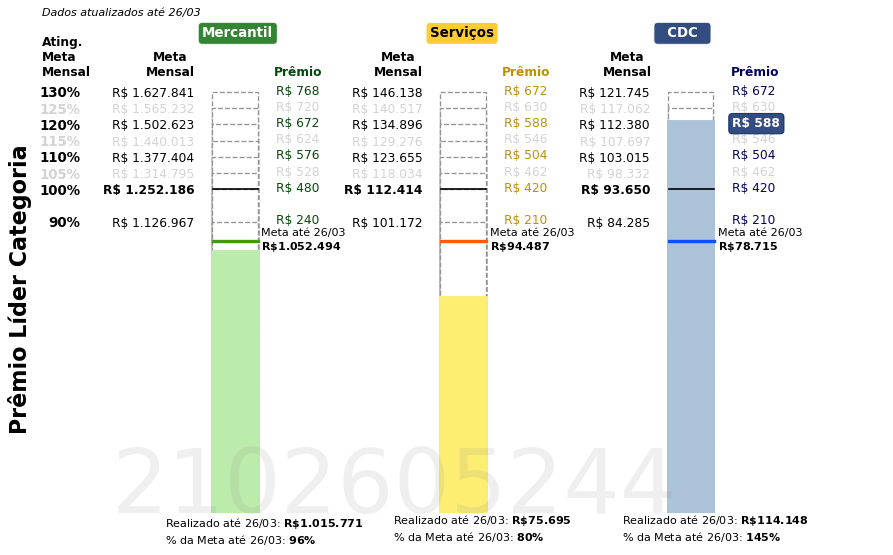 Dados atualizados até 26/03
Mercantil Serviços CDC
Ating.
Meta Meta Meta Meta
Mensal Mensal Prêmio Mensal Prêmio Mensal Prêmio
130% R$ 1.627.841 R$ 768 R$ 146.138 R$ 672 R$ 121.745 R$ 672
125% R$ 1.565.232 R$ 720 R$ 140.517 R$ 630 R$ 117.062 R$ 630
120% R$ 1.502.623 R$ 672 R$ 134.896 R$ 588 R$ 112.380 R$ 588
115% R$ 1.440.013 R$ 624 R$ 129.276 R$ 546 R$ 107.697 R$ 546
110% R$ 1.377.404 R$ 576 R$ 123.655 R$ 504 R$ 103.015 R$ 504
105% R$ 1.314.795 R$ 528 R$ 118.034 R$ 462 R$ 98.332 R$ 462
100% R$ 1.252.186 R$ 480 R$ 112.414 R$ 420 R$ 93.650 R$ 420
90% R$ 1.126.967 R$ 240 R$ 101.172 R$ 210 R$ 84.285 R$ 210
Meta até 26/03 Meta até 26/03 Meta até 26/03
R$1.052.494 R$94.487 R$78.715
Prêmio Líder Categoria
2102605244
Realizado até 26/03: R$1.015.771 Realizado até 26/03: R$75.695 Realizado até 26/03: R$114.148
% da Meta até 26/03: 96% % da Meta até 26/03: 80% % da Meta até 26/03: 145%